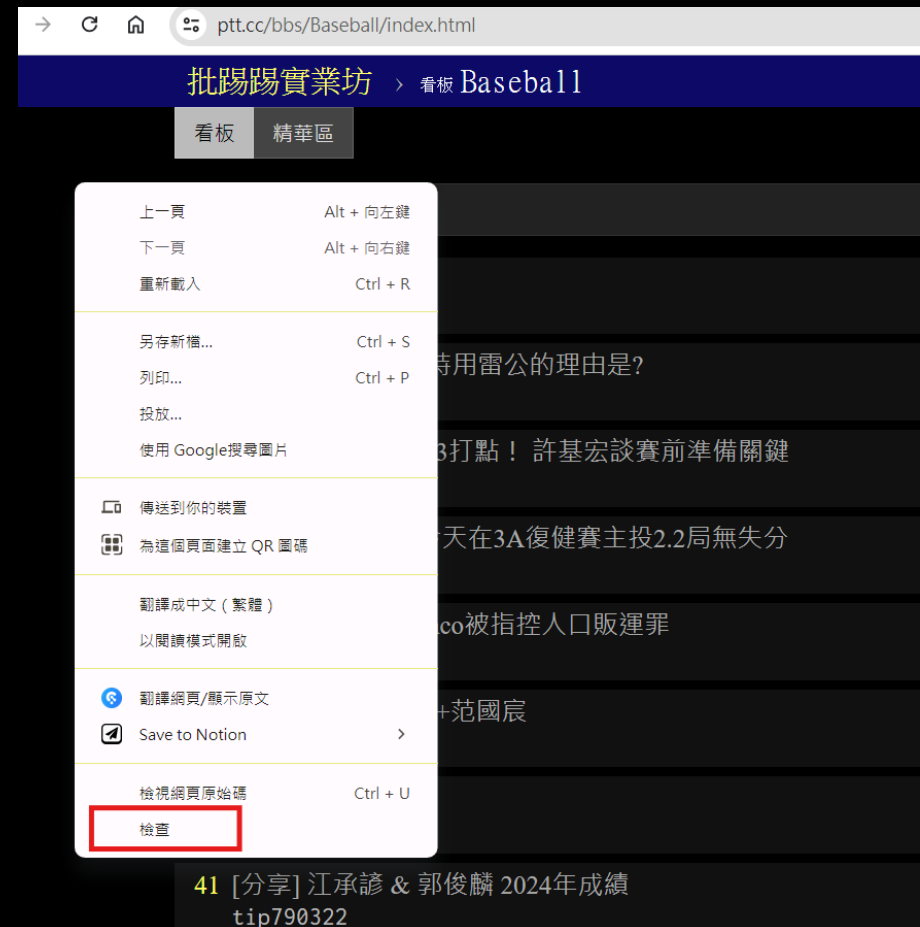 ptt.cc/bbs/Baseball/index.html
批踢踢實業坊 › 看板 Baseball
看板 精華區
上一頁 Alt + 向左鍵
下一頁 Alt + 向右鍵
重新載入 Ctrl + R
另存新檔... Ctrl + S
列印... Ctrl + P
投放...
使用 Google搜尋圖片
傳送到你的裝置
為這個頁面建立 QR 圖碼
翻譯成中文 ( 繁體 )
以閱讀模式開啟
翻譯網頁/顯示原文
Save to Notion
檢視網頁原始碼 Ctrl + U
檢查
用雷公的理由是?
3打點！ 許基宏談賽前準備關鍵
天在3A復健賽主投2.2局無失分
co被指控人口販運罪
+范國宸
41 [分享] 江承諺 & 郭俊麟 2024年成績
tip790322